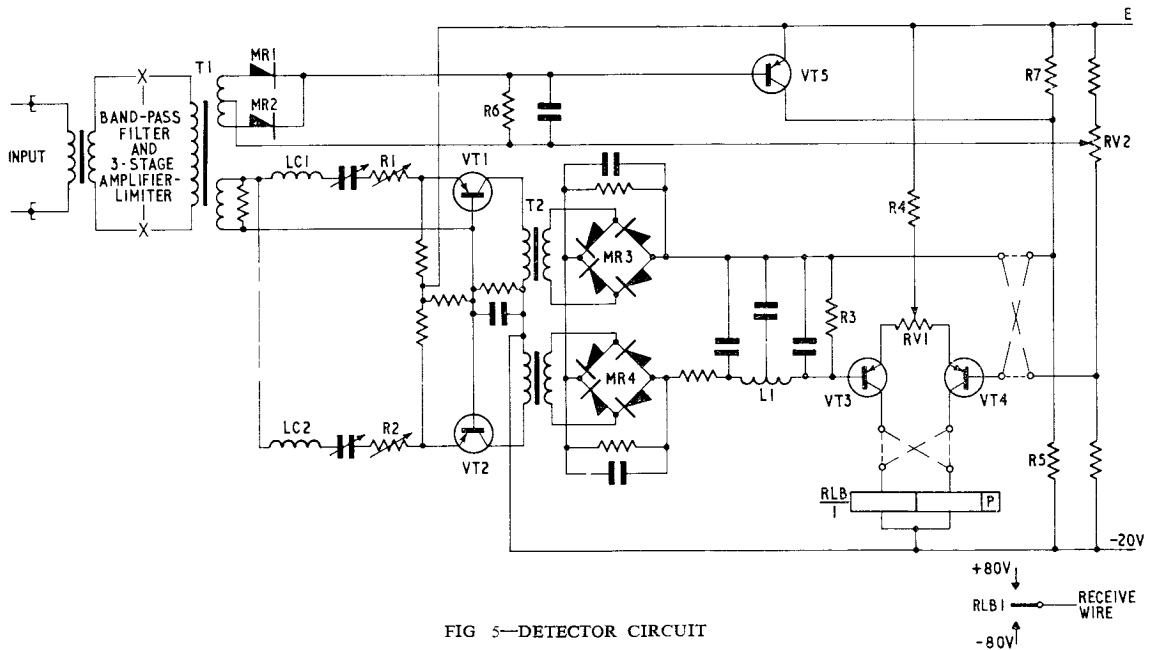 E
MR1
T1
VT5
R7
MR2
R6
BAND-PASS
FILTER
AND
3-STAGE
AMPLIFIER-
LIMITER
INPUT
RV2
LC1
R1
VT1
T2
R4
MR3
R3
RV1
MR4
L1
VT3
VT4
LC2
R2
VT2
R5
RLB
1
P
-20V
+80V
RLB1
RECEIVE
WIRE
-80V
FIG 5—DETECTOR CIRCUIT